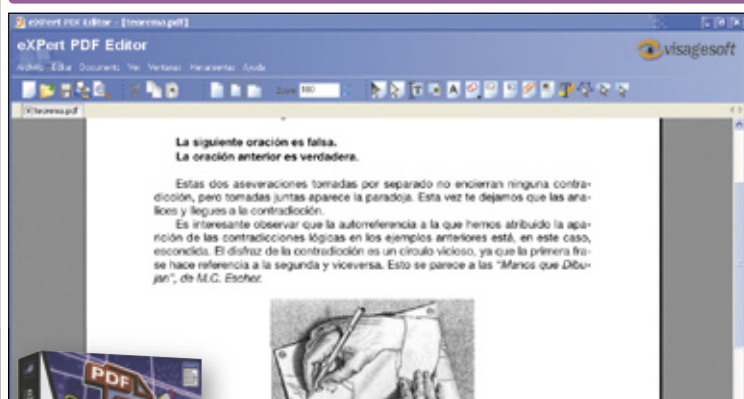 eXPert PDF Editor - [teorema.pdf]
eXPert PDF Editor
visagesoft
Archivo Editar Documento Ver Ventanas Herramientas Ayuda
Zoom 100
teorema.pdf
La siguiente oración es falsa.
La oración anterior es verdadera.
Estas dos aseveraciones tomadas por separado no encierran ninguna contra-
dicción, pero tomadas juntas aparece la paradoja. Esta vez te dejamos que las ana-
lices y llegues a la contradicción.
Es interesante observar que la autorreferencia a la que hemos atribuido la apa-
rición de las contradicciones lógicas en los ejemplos anteriores está, en este caso,
escondida. El disfraz de la contradicción es un círculo vicioso, ya que la primera fra-
se hace referencia a la segunda y viceversa. Esto se parece a las "Manos que Dibu-
jan", de M.C. Escher.
PDF